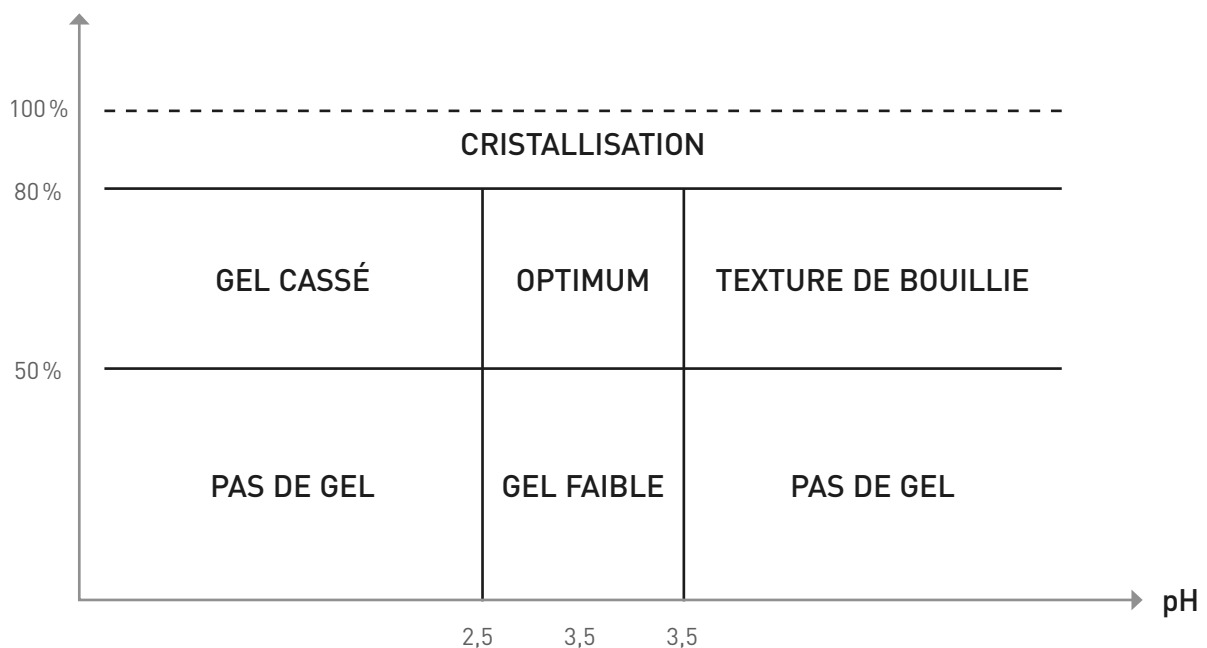 100 %
CRISTALLISATION
80 %
GEL CASSÉ
OPTIMUM
TEXTURE DE BOUILLIE
50 %
PAS DE GEL
GEL FAIBLE
PAS DE GEL
pH
2,5
3,5
3,5